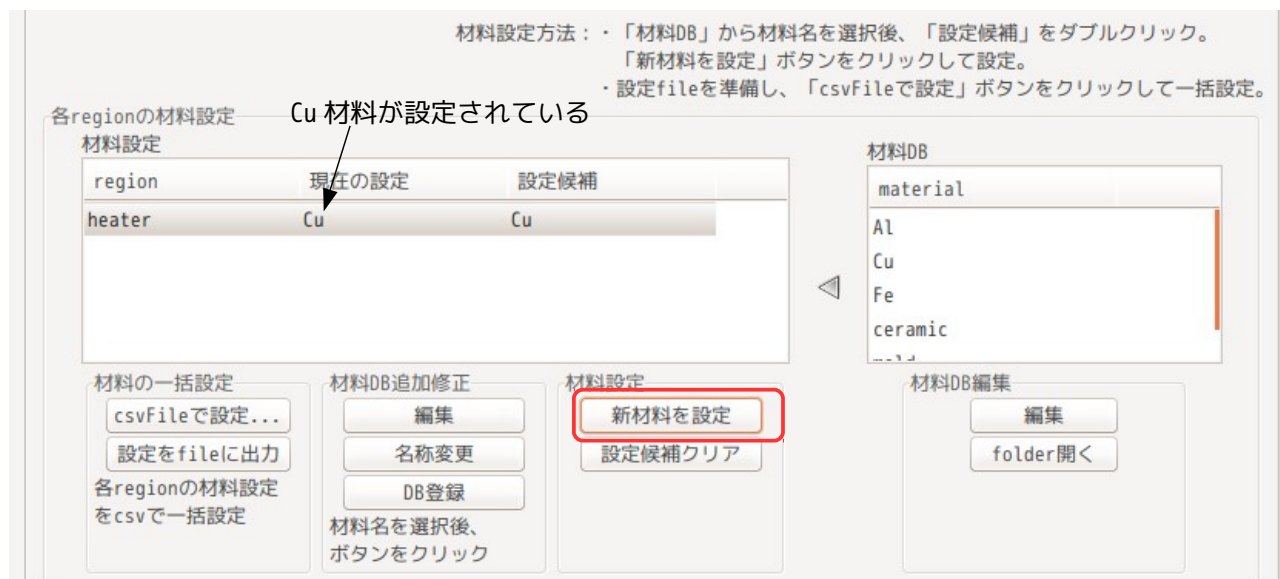 材料設定方法：・「材料DB」から材料名を選択後、「設定候補」をダブルクリック。
「新材料を設定」ボタンをクリックして設定。
・設定fileを準備し、「csvFileで設定」ボタンをクリックして一括設定。
各regionの材料設定
Cu 材料が設定されている
材料設定
材料DB
region 現在の設定 設定候補
material
heater Cu Cu
Al
Cu
Fe
ceramic
材料の一括設定
材料DB追加修正
材料設定
材料DB編集
csvFileで設定...
編集
新材料を設定
編集
設定をfileに出力
名称変更
設定候補クリア
folder開く
各regionの材料設定
をcsvで一括設定
DB登録
材料名を選択後、
ボタンをクリック